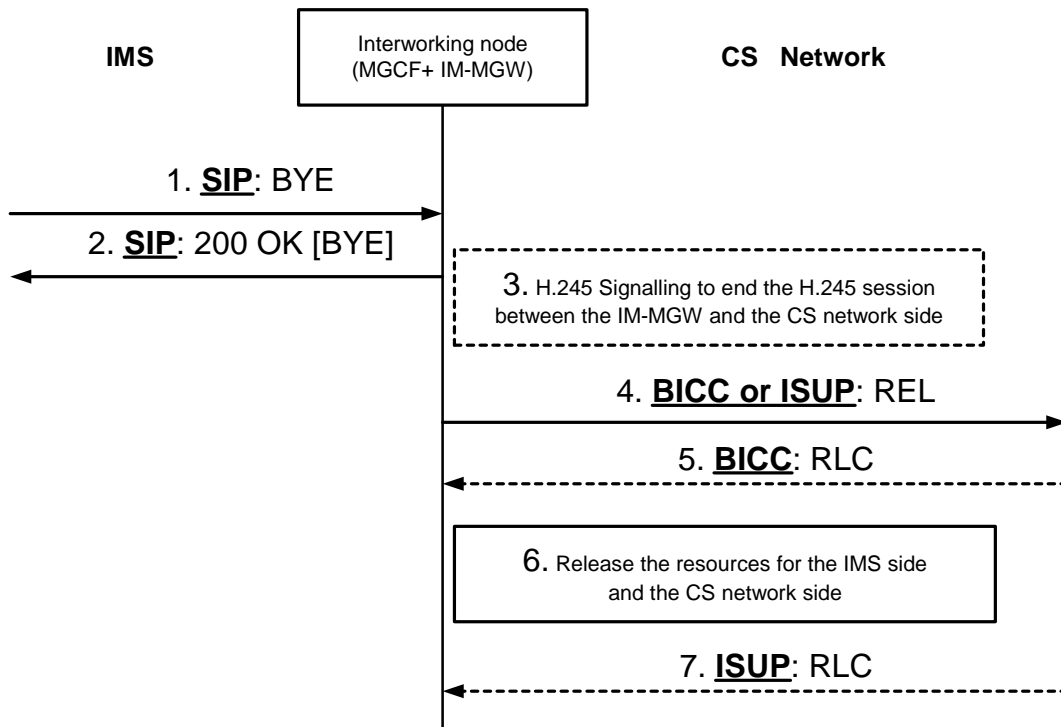 IMS
Interworking node
(MGCF+ IM-MGW)
CS Network
1. SIP: BYE
2. SIP: 200 OK [BYE]
3. H.245 Signalling to end the H.245 session
between the IM-MGW and the CS network side
4. BICC or ISUP: REL
5. BICC: RLC
6. Release the resources for the IMS side
and the CS network side
7. ISUP: RLC